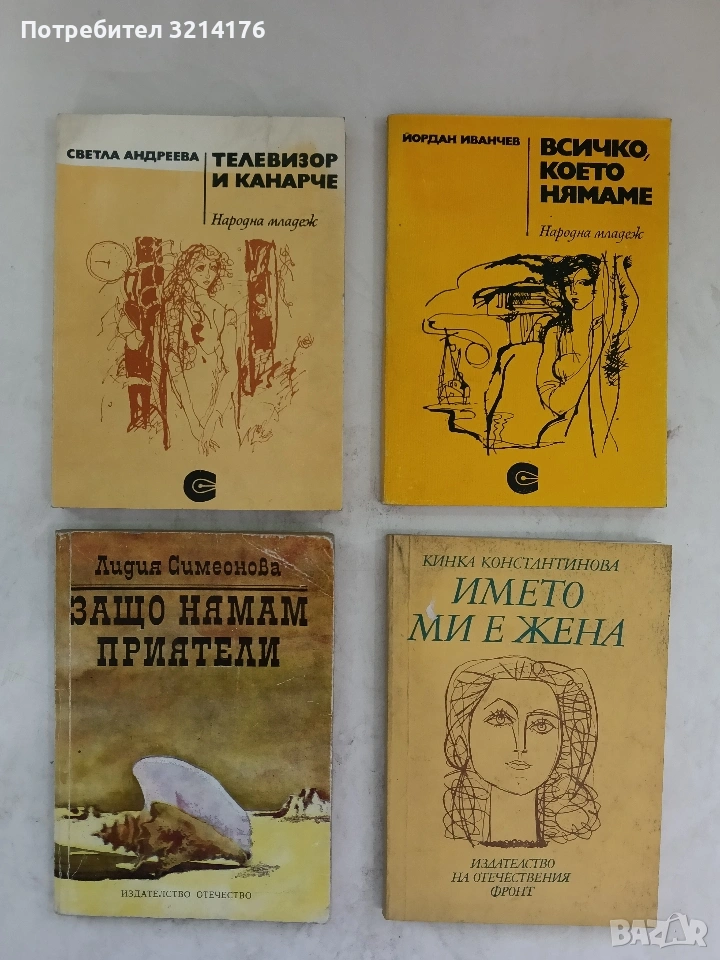 Потребител 3214176
СВЕТЛА АНДРЕЕВА
ТЕЛЕВИЗОР
И КАНАРЧЕ
Народна младеж
ЙОРДАН ИВАНЧЕВ
ВСИЧКО,
КОЕТО
НЯМАМЕ
Народна младеж
Лидия Симеонова
ЗАЩО НЯМАМ
ПРИЯТЕЛИ
ИЗДАТЕЛСТВО ОТЕЧЕСТВО
КИНКА КОНСТАНТИНОВА
ИМЕТО
МИ Е ЖЕНА
ИЗДАТЕЛСТВО
НА ОТЕЧЕСТВЕНИЯ
ФРОНТ
BAZAR